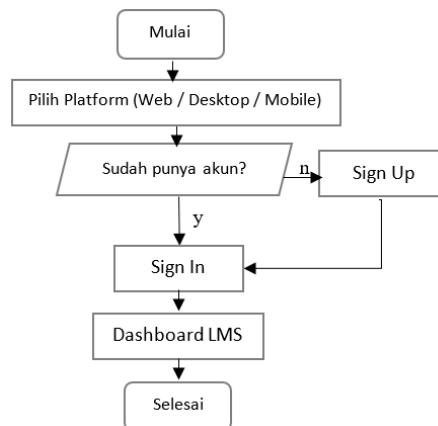 Mulai
Pilih Platform (Web / Desktop / Mobile)
Sudah punya akun?
n
Sign Up
y
Sign In
Dashboard LMS
Selesai